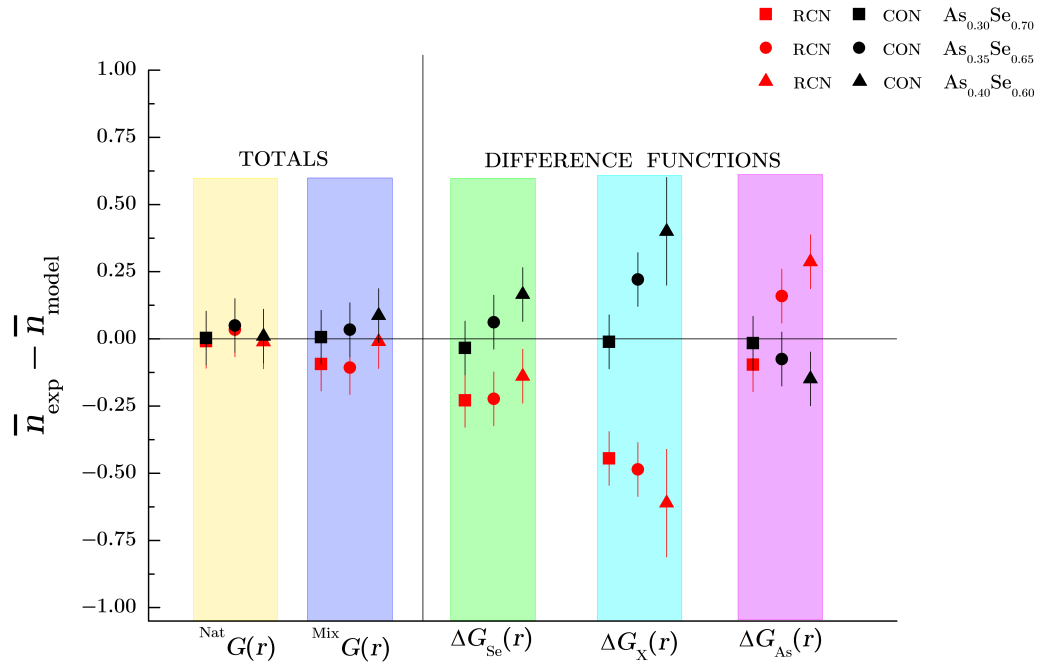 RCN CON As0.30Se0.70
RCN CON As0.35Se0.65
RCN CON As0.40Se0.60
1.00
0.75
0.50
0.25
0.00
−0.25
−0.50
−0.75
−1.00
n̅exp − n̅model
TOTALS
DIFFERENCE FUNCTIONS
NatG(r)
MixG(r)
ΔGSe(r)
ΔGX(r)
ΔGAs(r)